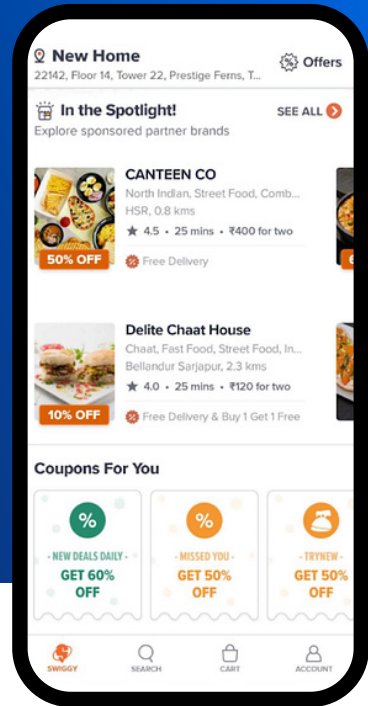 New Home
Offers
22142, Floor 14, Tower 22, Prestige Ferns, T...
In the Spotlight!
SEE ALL
Explore sponsored partner brands
CANTEEN CO
North Indian, Street Food, Comb...
HSR, 0.8 kms
★ 4.5 • 25 mins • ₹400 for two
50% OFF
Free Delivery
6
Delite Chaat House
Chaat, Fast Food, Street Food, In...
Bellandur Sarjapur, 2.3 kms
★ 4.0 • 25 mins • ₹120 for two
10% OFF
Free Delivery & Buy 1 Get 1 Free
Coupons For You
%
%
- NEW DEALS DAILY -
GET 60%
OFF
- MISSED YOU -
GET 50%
OFF
- TRYNEW -
GET 50%
OFF
SWIGGY
SEARCH
CART
ACCOUNT